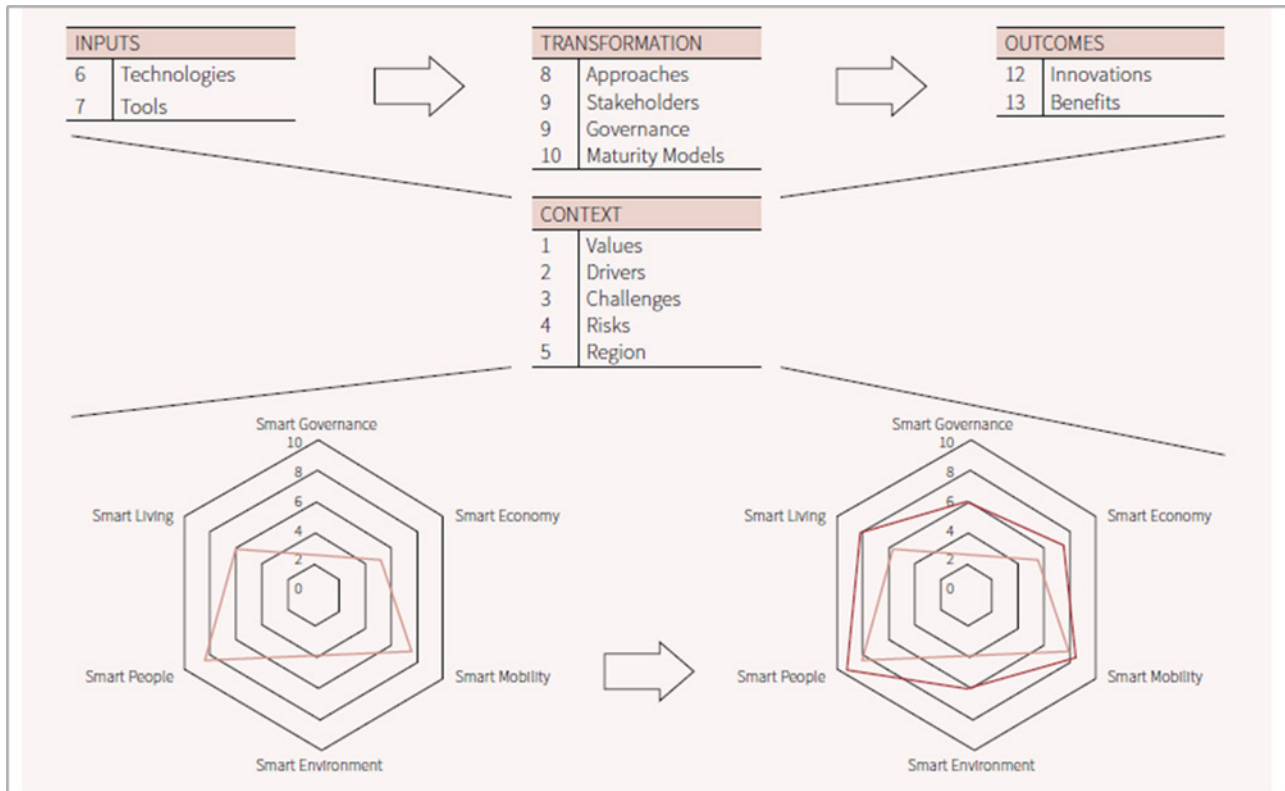 INPUTS
6 Technologies
7 Tools
TRANSFORMATION
8 Approaches
9 Stakeholders
9 Governance
10 Maturity Models
OUTCOMES
12 Innovations
13 Benefits
CONTEXT
1 Values
2 Drivers
3 Challenges
4 Risks
5 Region
Smart Governance
10
8
6
4
2
0
Smart Living
Smart Economy
Smart People
Smart Mobility
Smart Environment
Smart Governance
10
8
6
4
2
0
Smart Living
Smart Economy
Smart People
Smart Mobility
Smart Environment